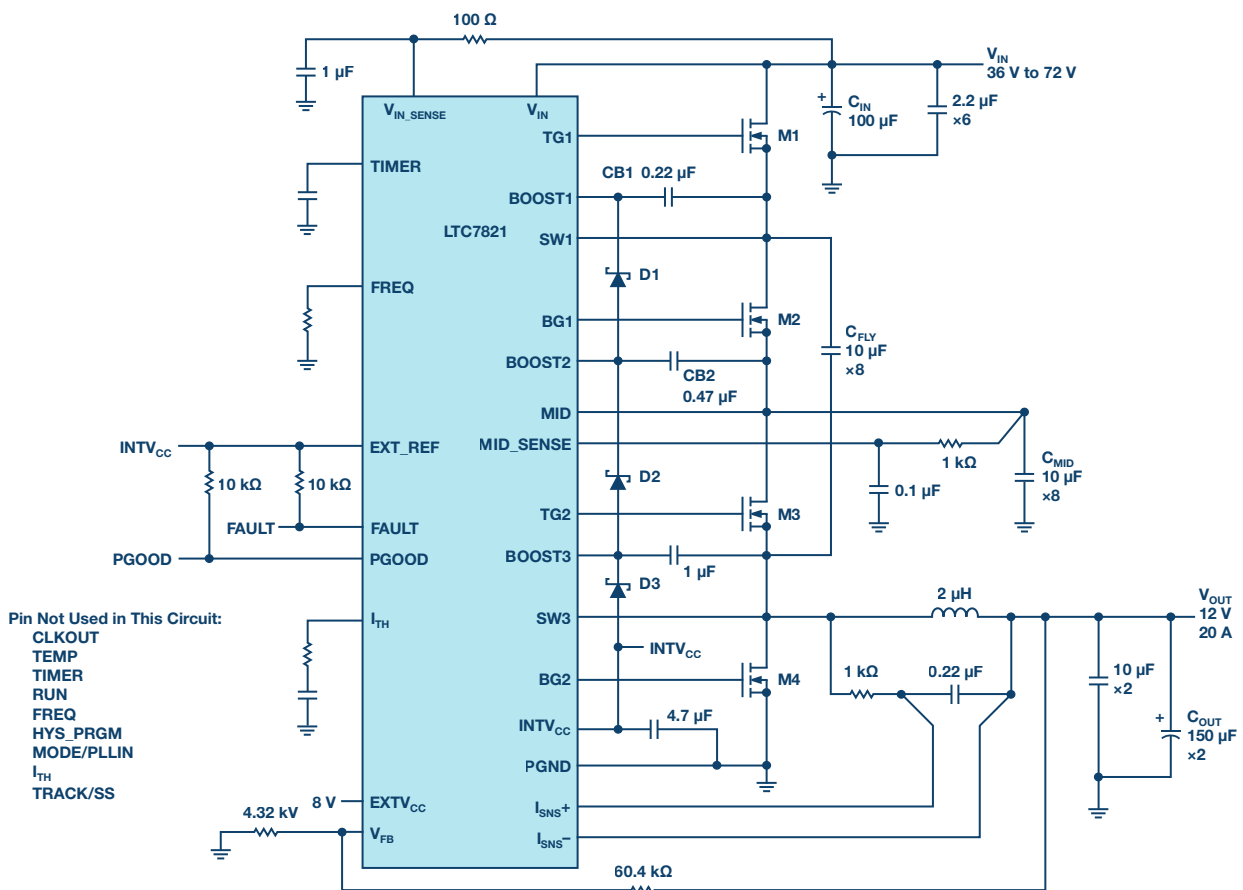 100 Ω
1 µF
VIN
36 V to 72 V
CIN
100 µF
+
2.2 µF
×6
VIN_SENSE
VIN
TG1
M1
TIMER
CB1 0.22 µF
BOOST1
LTC7821
SW1
D1
FREQ
BG1
M2
CFLY
10 µF
×8
BOOST2
CB2
0.47 µF
MID
INTVCC
EXT_REF
MID_SENSE
1 kΩ
CMID
10 µF
×8
10 kΩ
10 kΩ
D2
0.1 µF
TG2
M3
FAULT
FAULT
PGOOD
PGOOD
BOOST3
1 µF
D3
2 µH
VOUT
12 V
20 A
Pin Not Used in This Circuit:
CLKOUT
TEMP
TIMER
RUN
FREQ
HYS_PRGM
MODE/PLLIN
ITH
TRACK/SS
ITH
SW3
INTVCC
1 kΩ
0.22 µF
BG2
M4
10 µF
×2
+
COUT
150 µF
×2
INTVCC
4.7 µF
PGND
8 V
EXTVCC
ISNS+
4.32 kV
VFB
ISNS−
60.4 kΩ